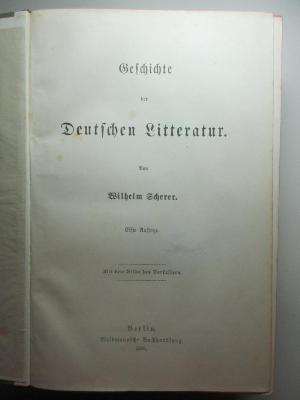 Geschichte
der
Deutschen Litteratur.
Von
Wilhelm Scherer.
Elfte Auflage.
Mit dem Bilde des Verfassers.
Berlin,
Weidmannsche Buchhandlung.